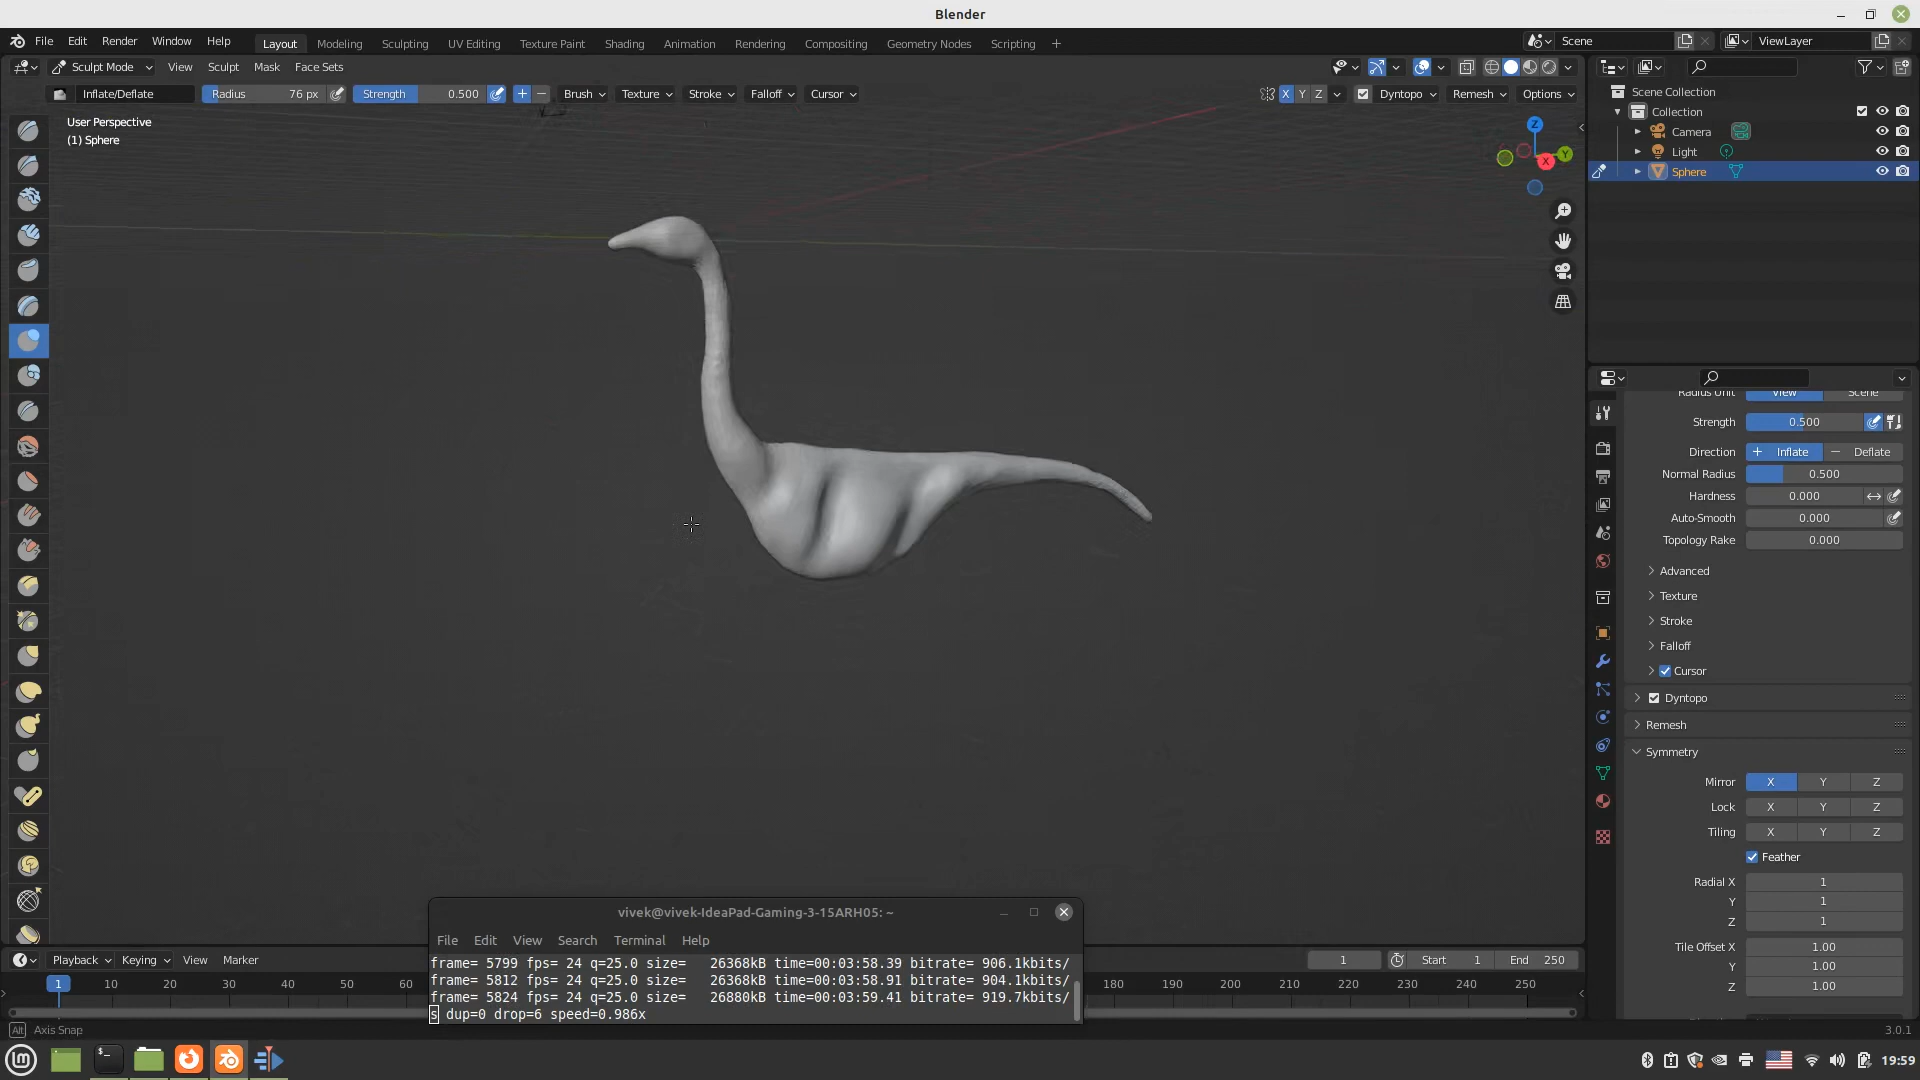 Blender
File Edit Render Window Help Layout Modeling Sculpting UV Editing Texture Paint Shading Animation Rendering Compositing Geometry Nodes Scripting + Scene ViewLayer
Sculpt Mode View Sculpt Mask Face Sets
Inflate/Deflate Radius 76 px Strength 0.500 + − Brush Texture Stroke Falloff Cursor X Y Z Dyntopo Remesh Options
User Perspective
(1) Sphere
Z
Y
X
Scene Collection
Collection
Camera
Light
Sphere
Radius Unit View Scene
Strength 0.500
Direction + Inflate − Deflate
Normal Radius 0.500
Hardness 0.000
Auto-Smooth 0.000
Topology Rake 0.000
Advanced
Texture
Stroke
Falloff
Cursor
Dyntopo
Remesh
Symmetry
Mirror X Y Z
Lock X Y Z
Tiling X Y Z
Feather
Radial X 1
Y 1
Z 1
Tile Offset X 1.00
Y 1.00
Z 1.00
vivek@vivek-IdeaPad-Gaming-3-15ARH05: ~
File Edit View Search Terminal Help
frame= 5799 fps= 24 q=25.0 size=   26368kB time=00:03:58.39 bitrate= 906.1kbits/
frame= 5812 fps= 24 q=25.0 size=   26368kB time=00:03:58.91 bitrate= 904.1kbits/
frame= 5824 fps= 24 q=25.0 size=   26880kB time=00:03:59.41 bitrate= 919.7kbits/
s dup=0 drop=6 speed=0.986x
Playback Keying View Marker 1 Start 1 End 250
1 10 20 30 40 50 60 180 190 200 210 220 230 240 250
Alt Axis Snap 3.0.1
19:59